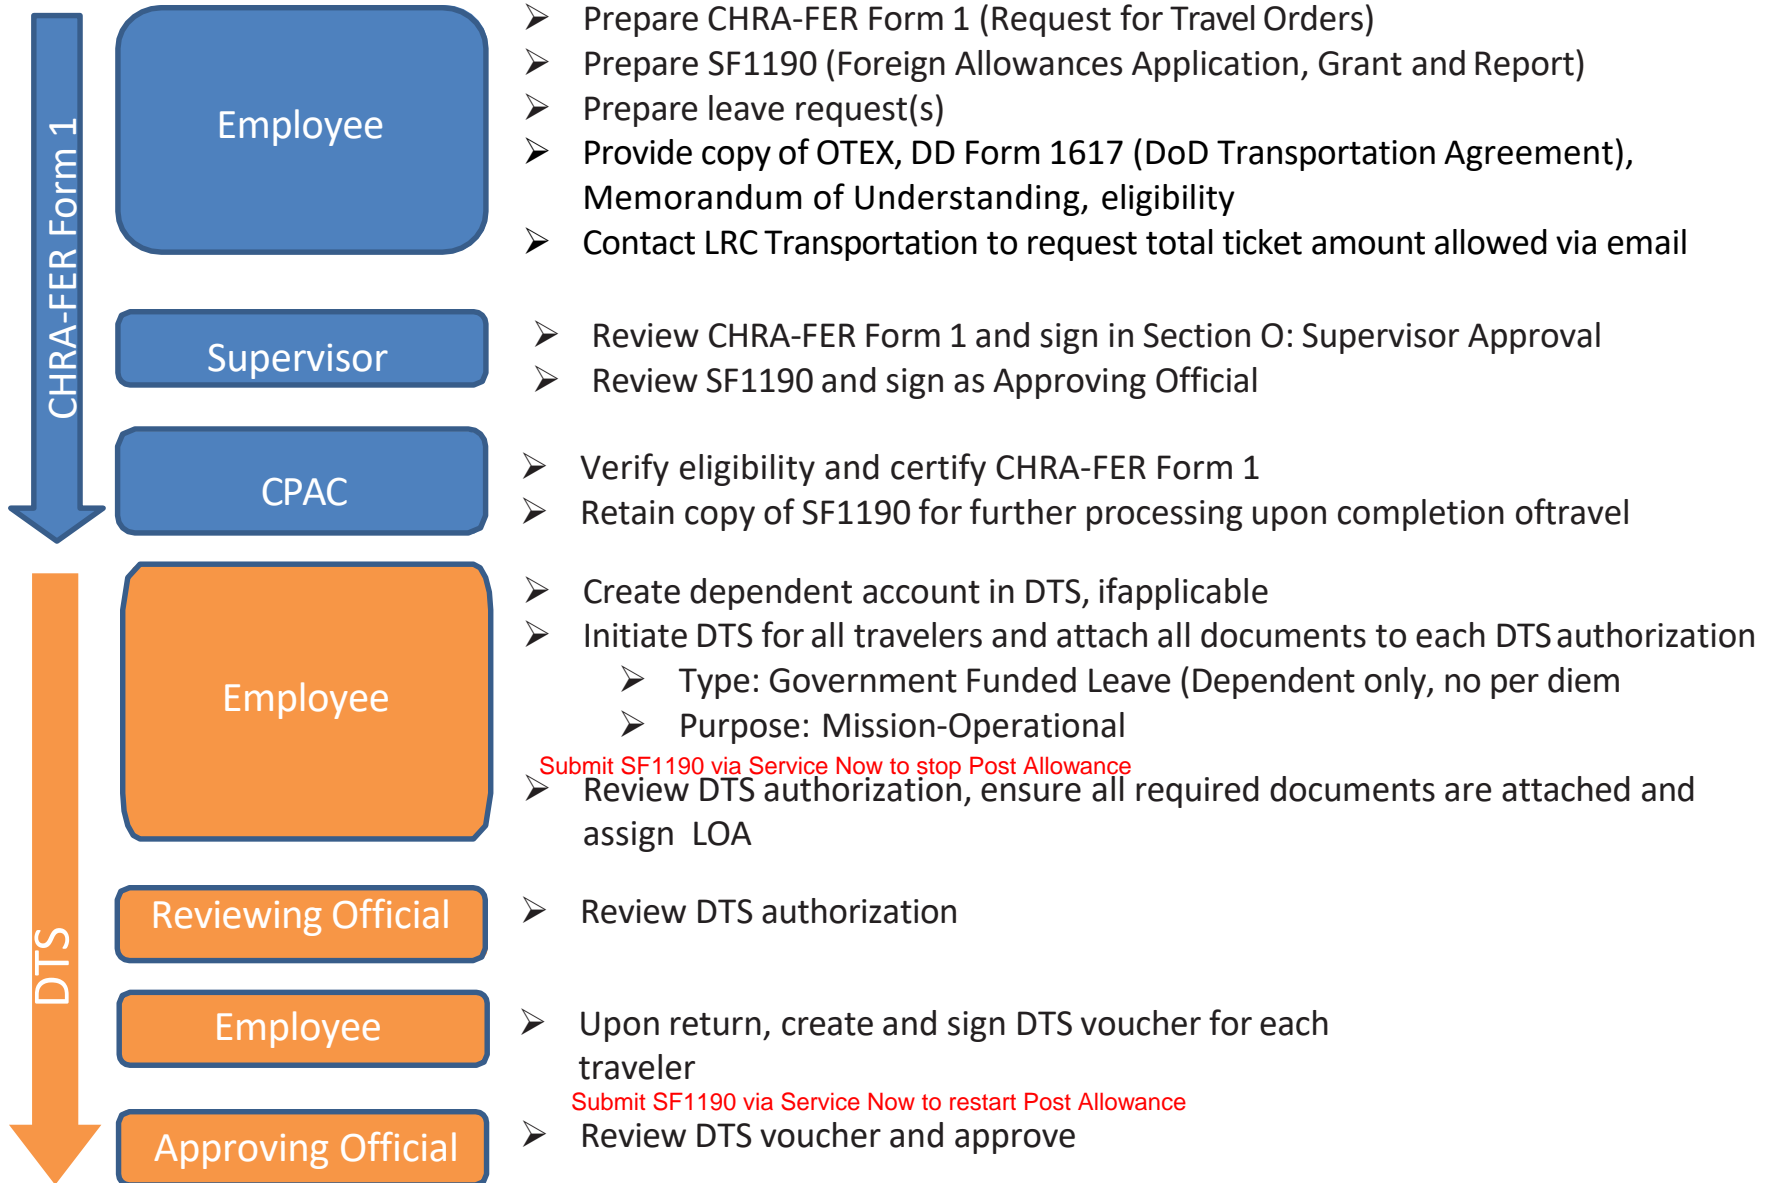 CHRA-FER Form 1
Employee
➢ Prepare CHRA-FER Form 1 (Request for Travel Orders)
➢ Prepare SF1190 (Foreign Allowances Application, Grant and Report)
➢ Prepare leave request(s)
➢ Provide copy of OTEX, DD Form 1617 (DoD Transportation Agreement),
Memorandum of Understanding, eligibility
➢ Contact LRC Transportation to request total ticket amount allowed via email
Supervisor
➢ Review CHRA-FER Form 1 and sign in Section O: Supervisor Approval
➢ Review SF1190 and sign as Approving Official
CPAC
➢ Verify eligibility and certify CHRA-FER Form 1
➢ Retain copy of SF1190 for further processing upon completion oftravel
DTS
Employee
➢ Create dependent account in DTS, ifapplicable
➢ Initiate DTS for all travelers and attach all documents to each DTS authorization
➢ Type: Government Funded Leave (Dependent only, no per diem
➢ Purpose: Mission-Operational
Submit SF1190 via Service Now to stop Post Allowance
➢ Review DTS authorization, ensure all required documents are attached and
assign LOA
Reviewing Official
➢ Review DTS authorization
Employee
➢ Upon return, create and sign DTS voucher for each
traveler
Submit SF1190 via Service Now to restart Post Allowance
Approving Official
➢ Review DTS voucher and approve